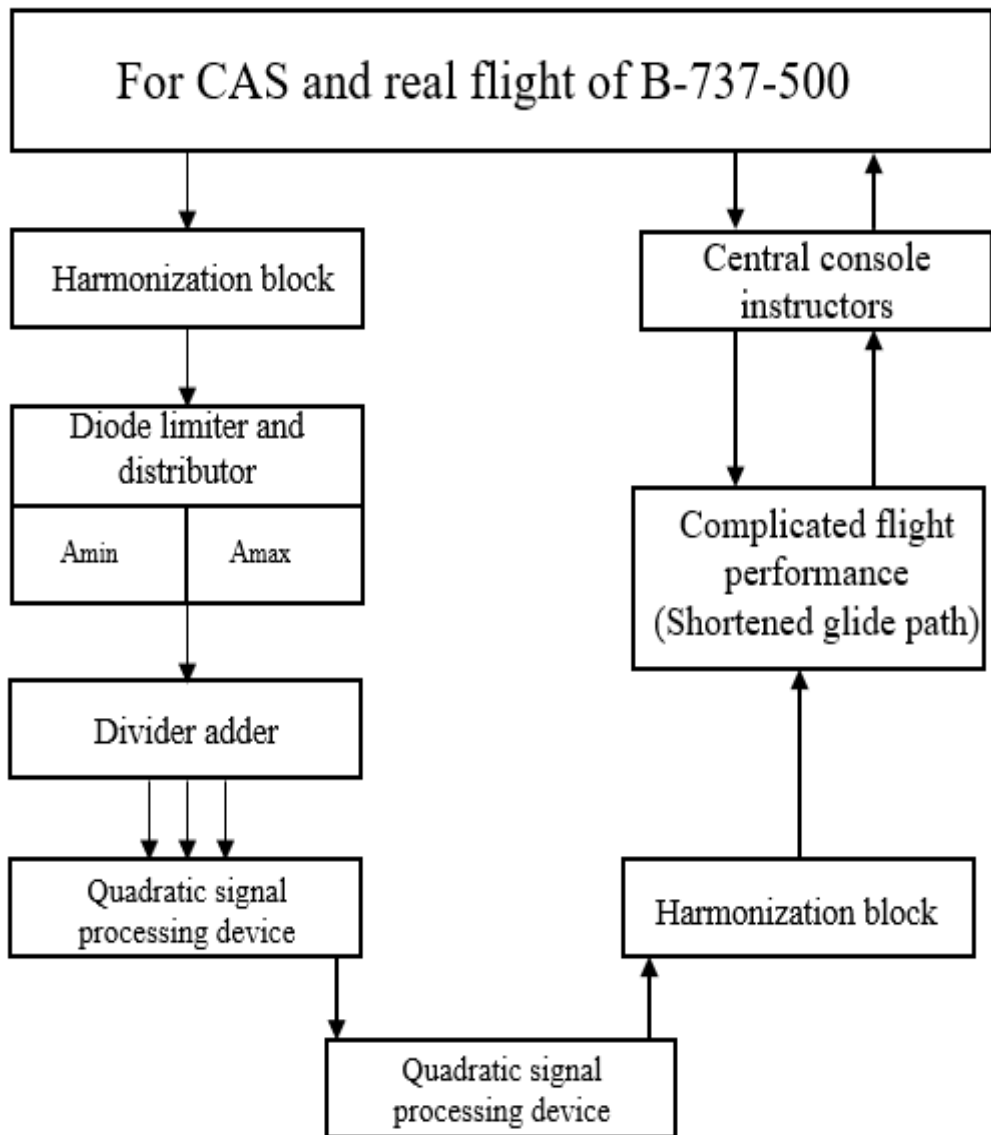 For CAS and real flight of B-737-500
Harmonization block
Central console
instructors
Diode limiter and
distributor
Amin
Amax
Complicated flight
performance
(Shortened glide path)
Divider adder
Quadratic signal
processing device
Harmonization block
Quadratic signal
processing device